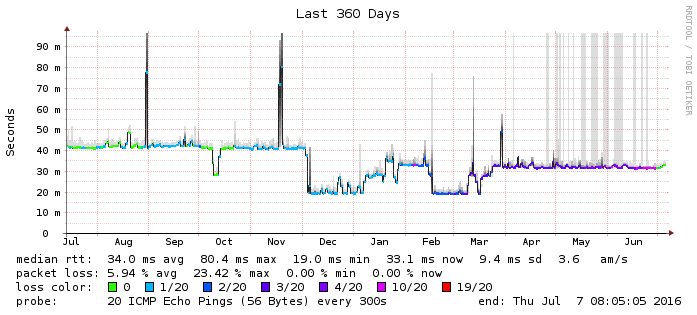 Last 360 Days
RRDTOOL / TOBI OETIKER
Seconds
90 m
80 m
70 m
60 m
50 m
40 m
30 m
20 m
10 m
0
Jul Aug Sep Oct Nov Dec Jan Feb Mar Apr May Jun
median rtt: 34.0 ms avg 80.4 ms max 19.0 ms min 33.1 ms now 9.4 ms sd 3.6 am/s
packet loss: 5.94 % avg 23.42 % max 0.00 % min 0.00 % now
loss color: 0 1/20 2/20 3/20 4/20 10/20 19/20
probe: 20 ICMP Echo Pings (56 Bytes) every 300s end: Thu Jul 7 08:05:05 2016